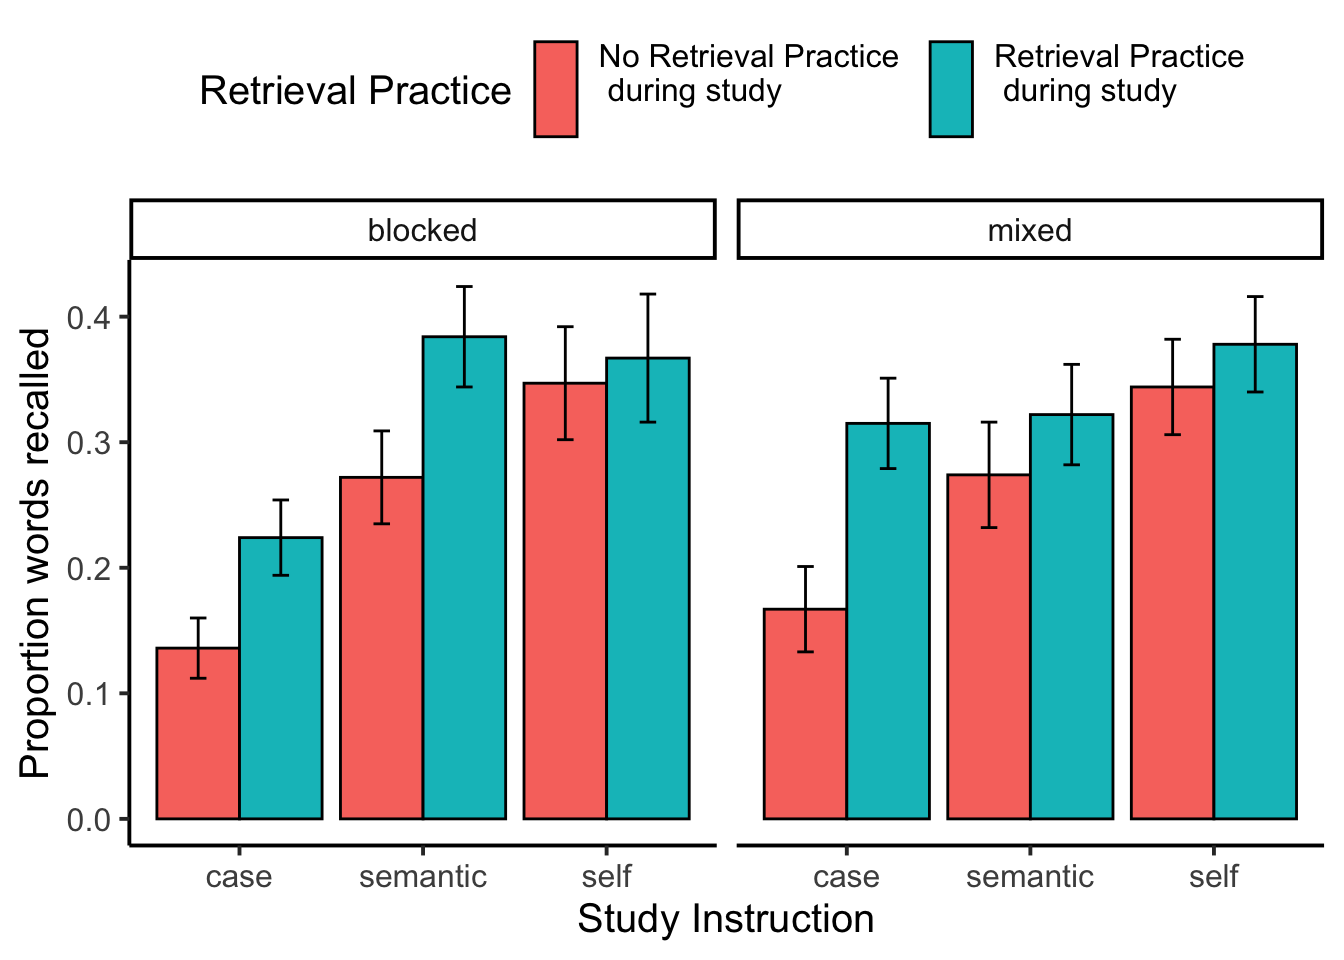 Retrieval Practice
No Retrieval Practice
during study
Retrieval Practice
during study
blocked
mixed
Proportion words recalled
0.4
0.3
0.2
0.1
0.0
case semantic self
case semantic self
Study Instruction